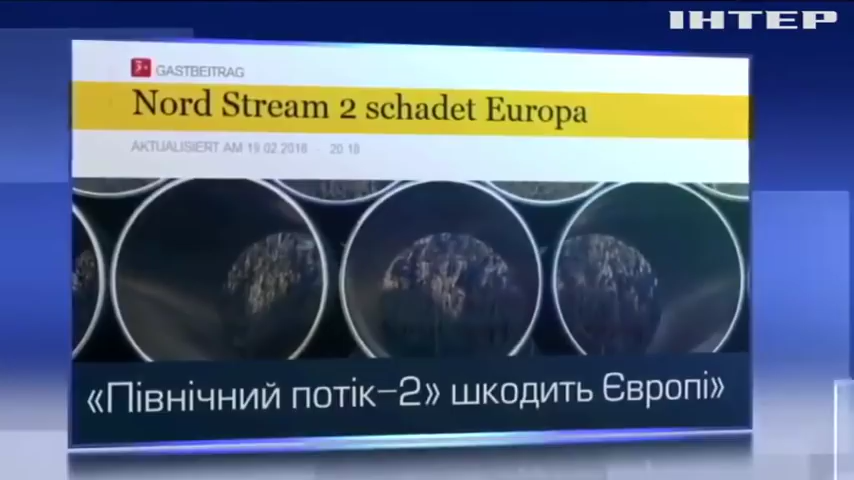 ІНТЕР
GASTBEITRAG
Nord Stream 2 schadet Europa
AKTUALISIERT AM 19.02.2018 - 20:18
«Північний потік-2» шкодить Європі»